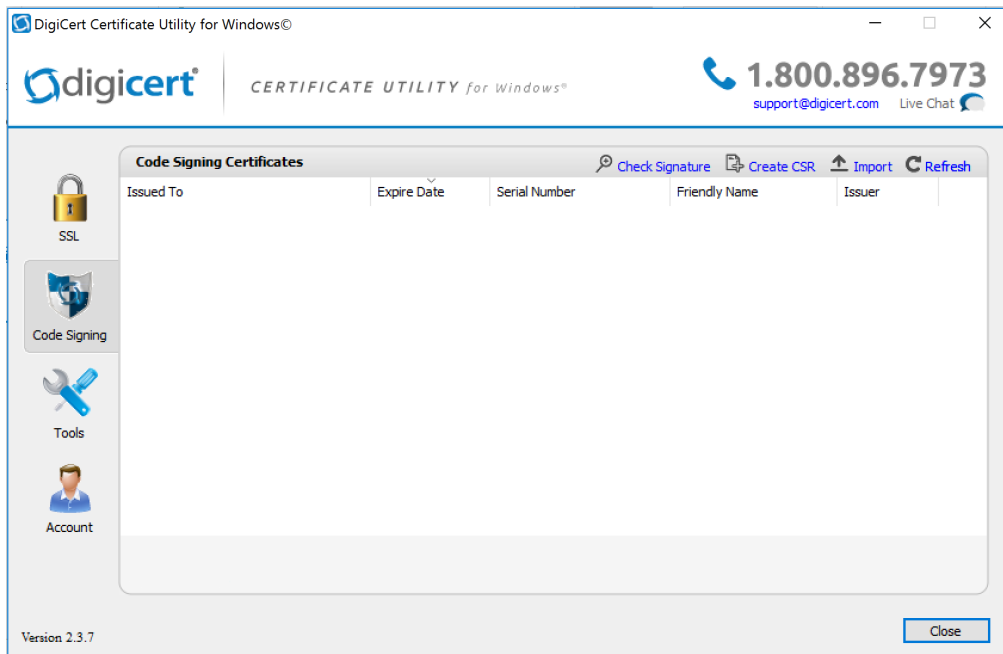 DigiCert Certificate Utility for Windows©
digicert® CERTIFICATE UTILITY for Windows® 1.800.896.7973
support@digicert.com Live Chat
Code Signing Certificates Check Signature Create CSR Import Refresh
Issued To Expire Date Serial Number Friendly Name Issuer
SSL
Code Signing
Tools
Account
Version 2.3.7 Close